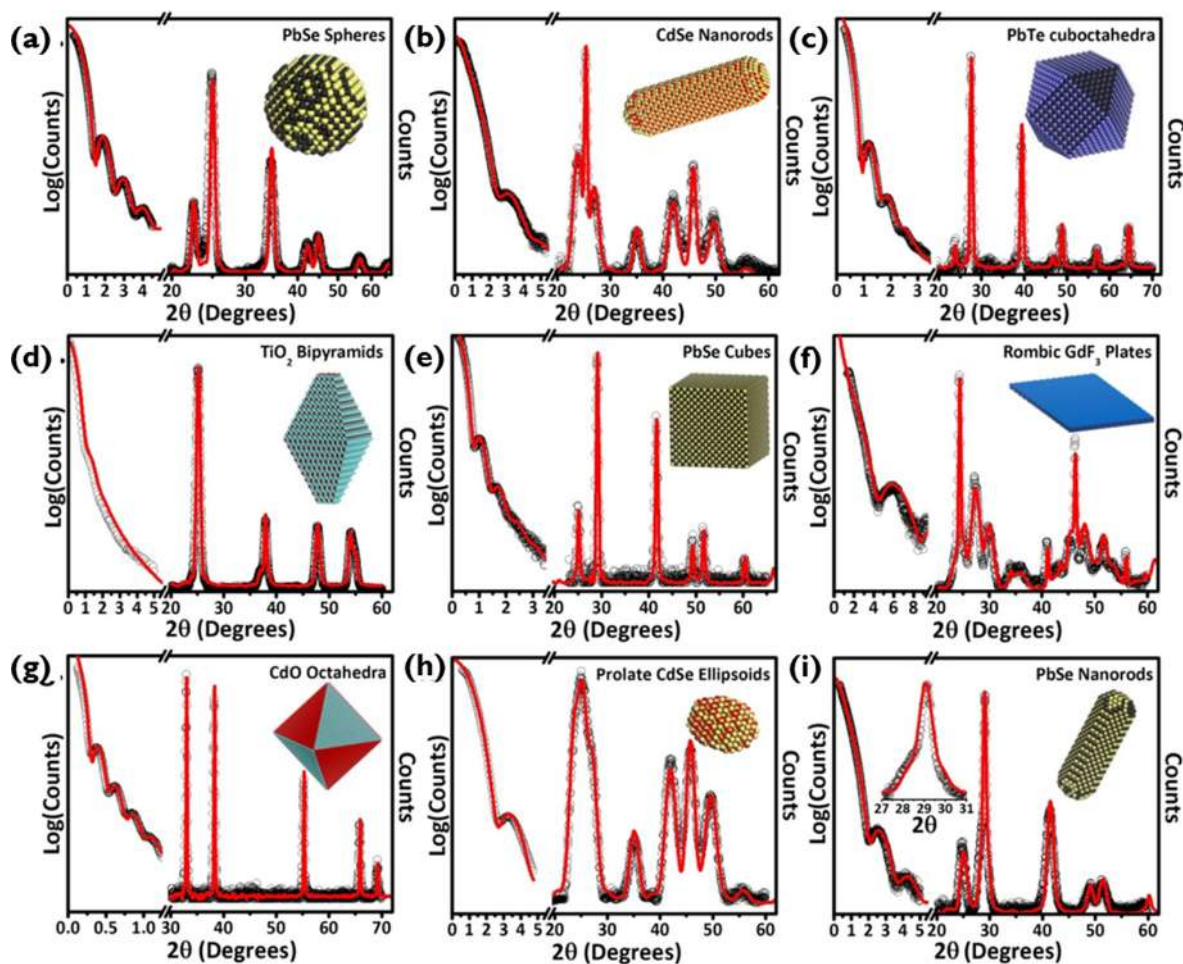 (a) PbSe Spheres
Log(Counts)
Counts
0 1 2 3 4 20 30 40 50 60
2θ (Degrees)
(b) CdSe Nanorods
Log(Counts)
Counts
0 1 2 3 4 5 20 30 40 50 60
2θ (Degrees)
(c) PbTe cuboctahedra
Log(Counts)
Counts
0 1 2 3 20 30 40 50 60 70
2θ (Degrees)
(d) TiO2 Bipyramids
Log(Counts)
Counts
0 1 2 3 4 5 20 30 40 50 60 70
2θ (Degrees)
(e) PbSe Cubes
Log(Counts)
Counts
0 1 2 3 20 30 40 50 60
2θ (Degrees)
(f) Rombic GdF3 Plates
Log(Counts)
Counts
0 2 4 6 8 20 30 40 50 60
2θ (Degrees)
(g) CdO Octahedra
Log(Counts)
Counts
0.0 0.5 1.0 30 40 50 60 70
2θ (Degrees)
(h) Prolate CdSe Ellipsoids
Log(Counts)
Counts
0 1 2 3 4 5 20 30 40 50 60
2θ (Degrees)
(i) PbSe Nanorods
27 28 29 30 31
2θ
Log(Counts)
Counts
0 1 2 3 4 5 20 30 40 50 60
2θ (Degrees)